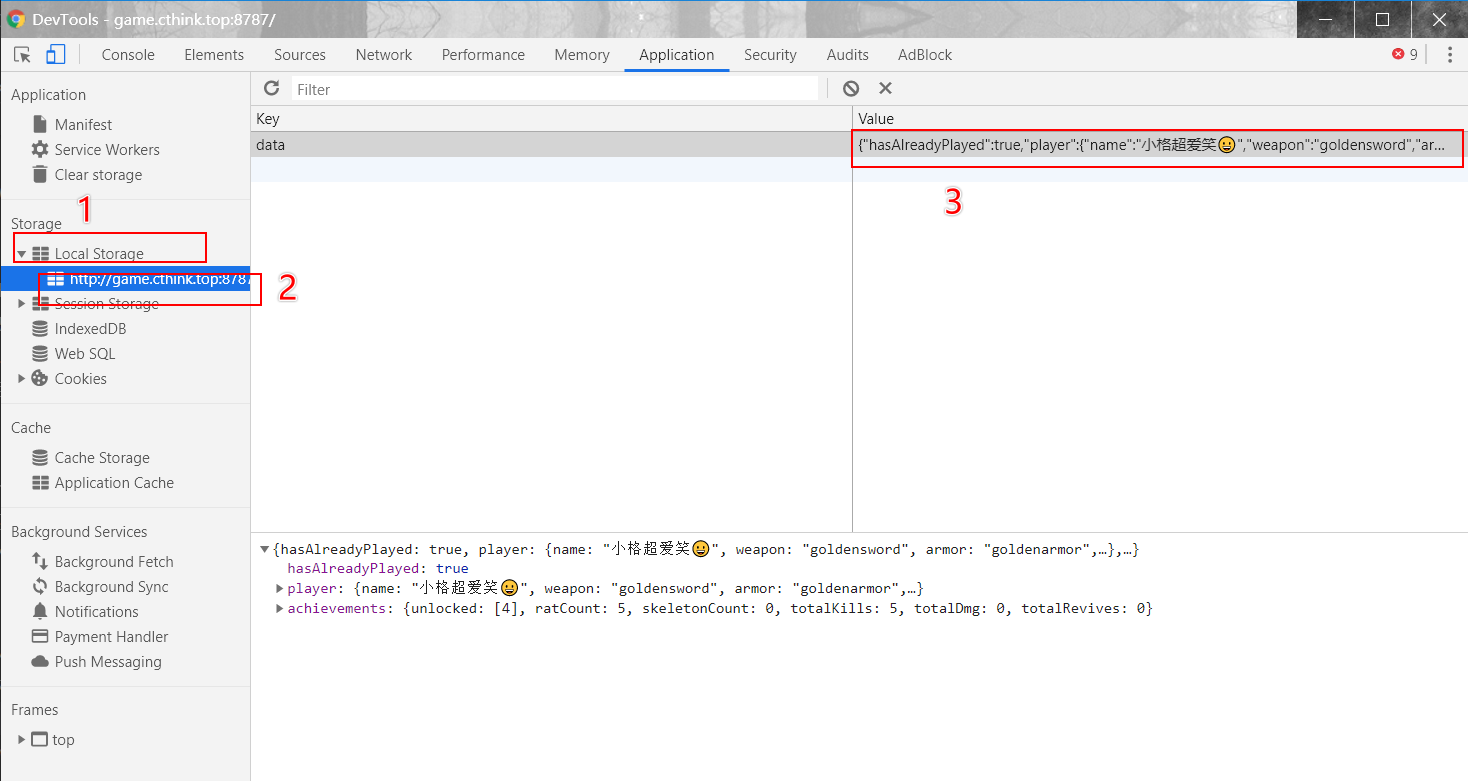 DevTools - game.cthink.top:8787/
Console Elements Sources Network Performance Memory Application Security Audits AdBlock 9
Application
Manifest
Service Workers
Clear storage
Storage
1
Local Storage
http://game.cthink.top:8787
2
Session Storage
IndexedDB
Web SQL
Cookies
Cache
Cache Storage
Application Cache
Background Services
Background Fetch
Background Sync
Notifications
Payment Handler
Push Messaging
Frames
top
Filter
Key Value
data {"hasAlreadyPlayed":true,"player":{"name":"小格超爱笑😀","weapon":"goldensword","ar...
3
{hasAlreadyPlayed: true, player: {name: "小格超爱笑😀", weapon: "goldensword", armor: "goldenarmor",…},…}
hasAlreadyPlayed: true
player: {name: "小格超爱笑😀", weapon: "goldensword", armor: "goldenarmor",…}
achievements: {unlocked: [4], ratCount: 5, skeletonCount: 0, totalKills: 5, totalDmg: 0, totalRevives: 0}